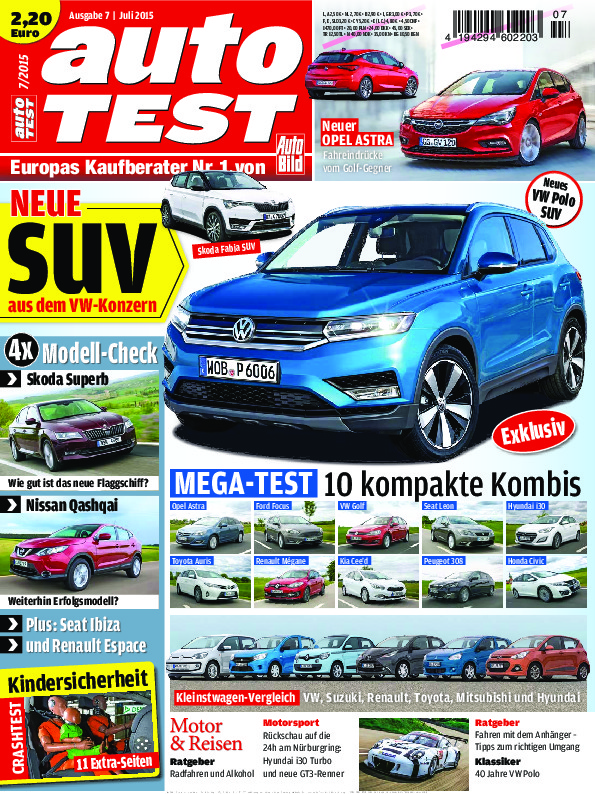 2,20
Euro
Ausgabe 7 | Juli 2015
7/2015
auto
TEST
auto
TEST
Europas Kaufberater Nr. 1 von
Auto
Bild
07
4 194294 602203
Neuer
OPEL ASTRA
Fahreindrücke
vom Golf-Gegner
NEUE
SUV
aus dem VW-Konzern
Skoda Fabia SUV
Neues
VW Polo
SUV
WOB P 6006
Exklusiv
4x Modell-Check
Skoda Superb
Wie gut ist das neue Flaggschiff?
Nissan Qashqai
Weiterhin Erfolgsmodell?
Plus: Seat Ibiza
und Renault Espace
Kindersicherheit
CRASHTEST
11 Extra-Seiten
MEGA-TEST 10 kompakte Kombis
Opel Astra
Ford Focus
VW Golf
Seat Leon
Hyundai i30
Toyota Auris
Renault Mégane
Kia Cee'd
Peugeot 308
Honda Civic
Kleinstwagen-Vergleich VW, Suzuki, Renault, Toyota, Mitsubishi und Hyundai
Motor
& Reisen
Ratgeber
Radfahren und Alkohol
Motorsport
Rückschau auf die
24h am Nürburgring:
Hyundai i30 Turbo
und neue GT3-Renner
Ratgeber
Fahren mit dem Anhänger –
Tipps zum richtigen Umgang
Klassiker
40 Jahre VW Polo